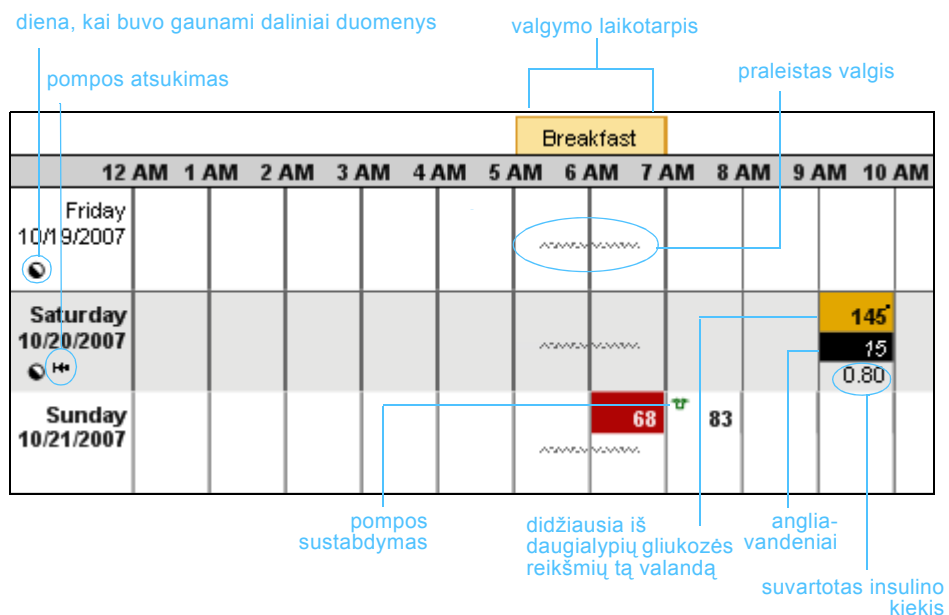 diena, kai buvo gaunami daliniai duomenys
valgymo laikotarpis
pompos atsukimas
praleistas valgis
Breakfast
12 AM 1 AM 2 AM 3 AM 4 AM 5 AM 6 AM 7 AM 8 AM 9 AM 10 AM
Friday
10/19/2007
Saturday
10/20/2007
145
15
0.80
Sunday
10/21/2007
68
83
pompos
sustabdymas
didžiausia iš
daugialypių gliukozės
reikšmių tą valandą
anglia-
vandeniai
suvartotas insulino
kiekis